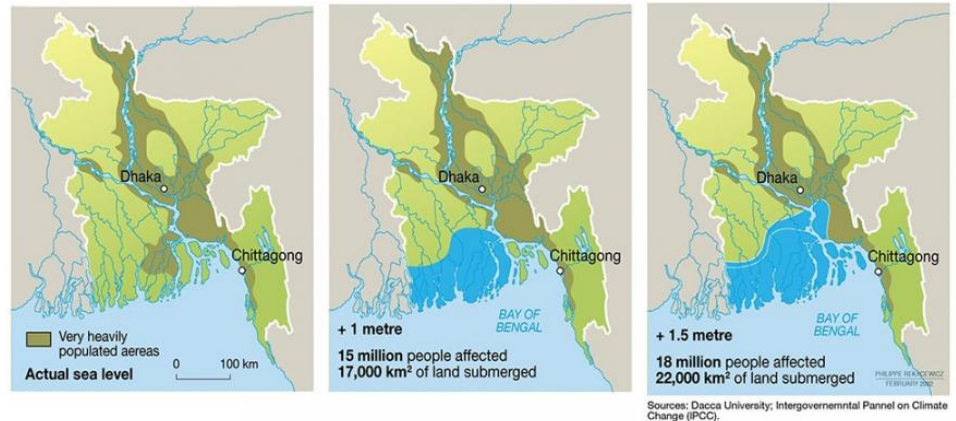 Dhaka
Chittagong
Very heavily
populated aereas
0 100 km
Actual sea level
Dhaka
Chittagong
BAY OF
BENGAL
+ 1 metre
15 million people affected
17,000 km² of land submerged
Dhaka
Chittagong
BAY OF
BENGAL
+ 1.5 metre
18 million people affected
22,000 km² of land submerged
PHILIPPE REKACEWICZ
FEBRUARY 2002
Sources: Dacca University; Intergovernemntal Pannel on Climate
Change (IPCC).